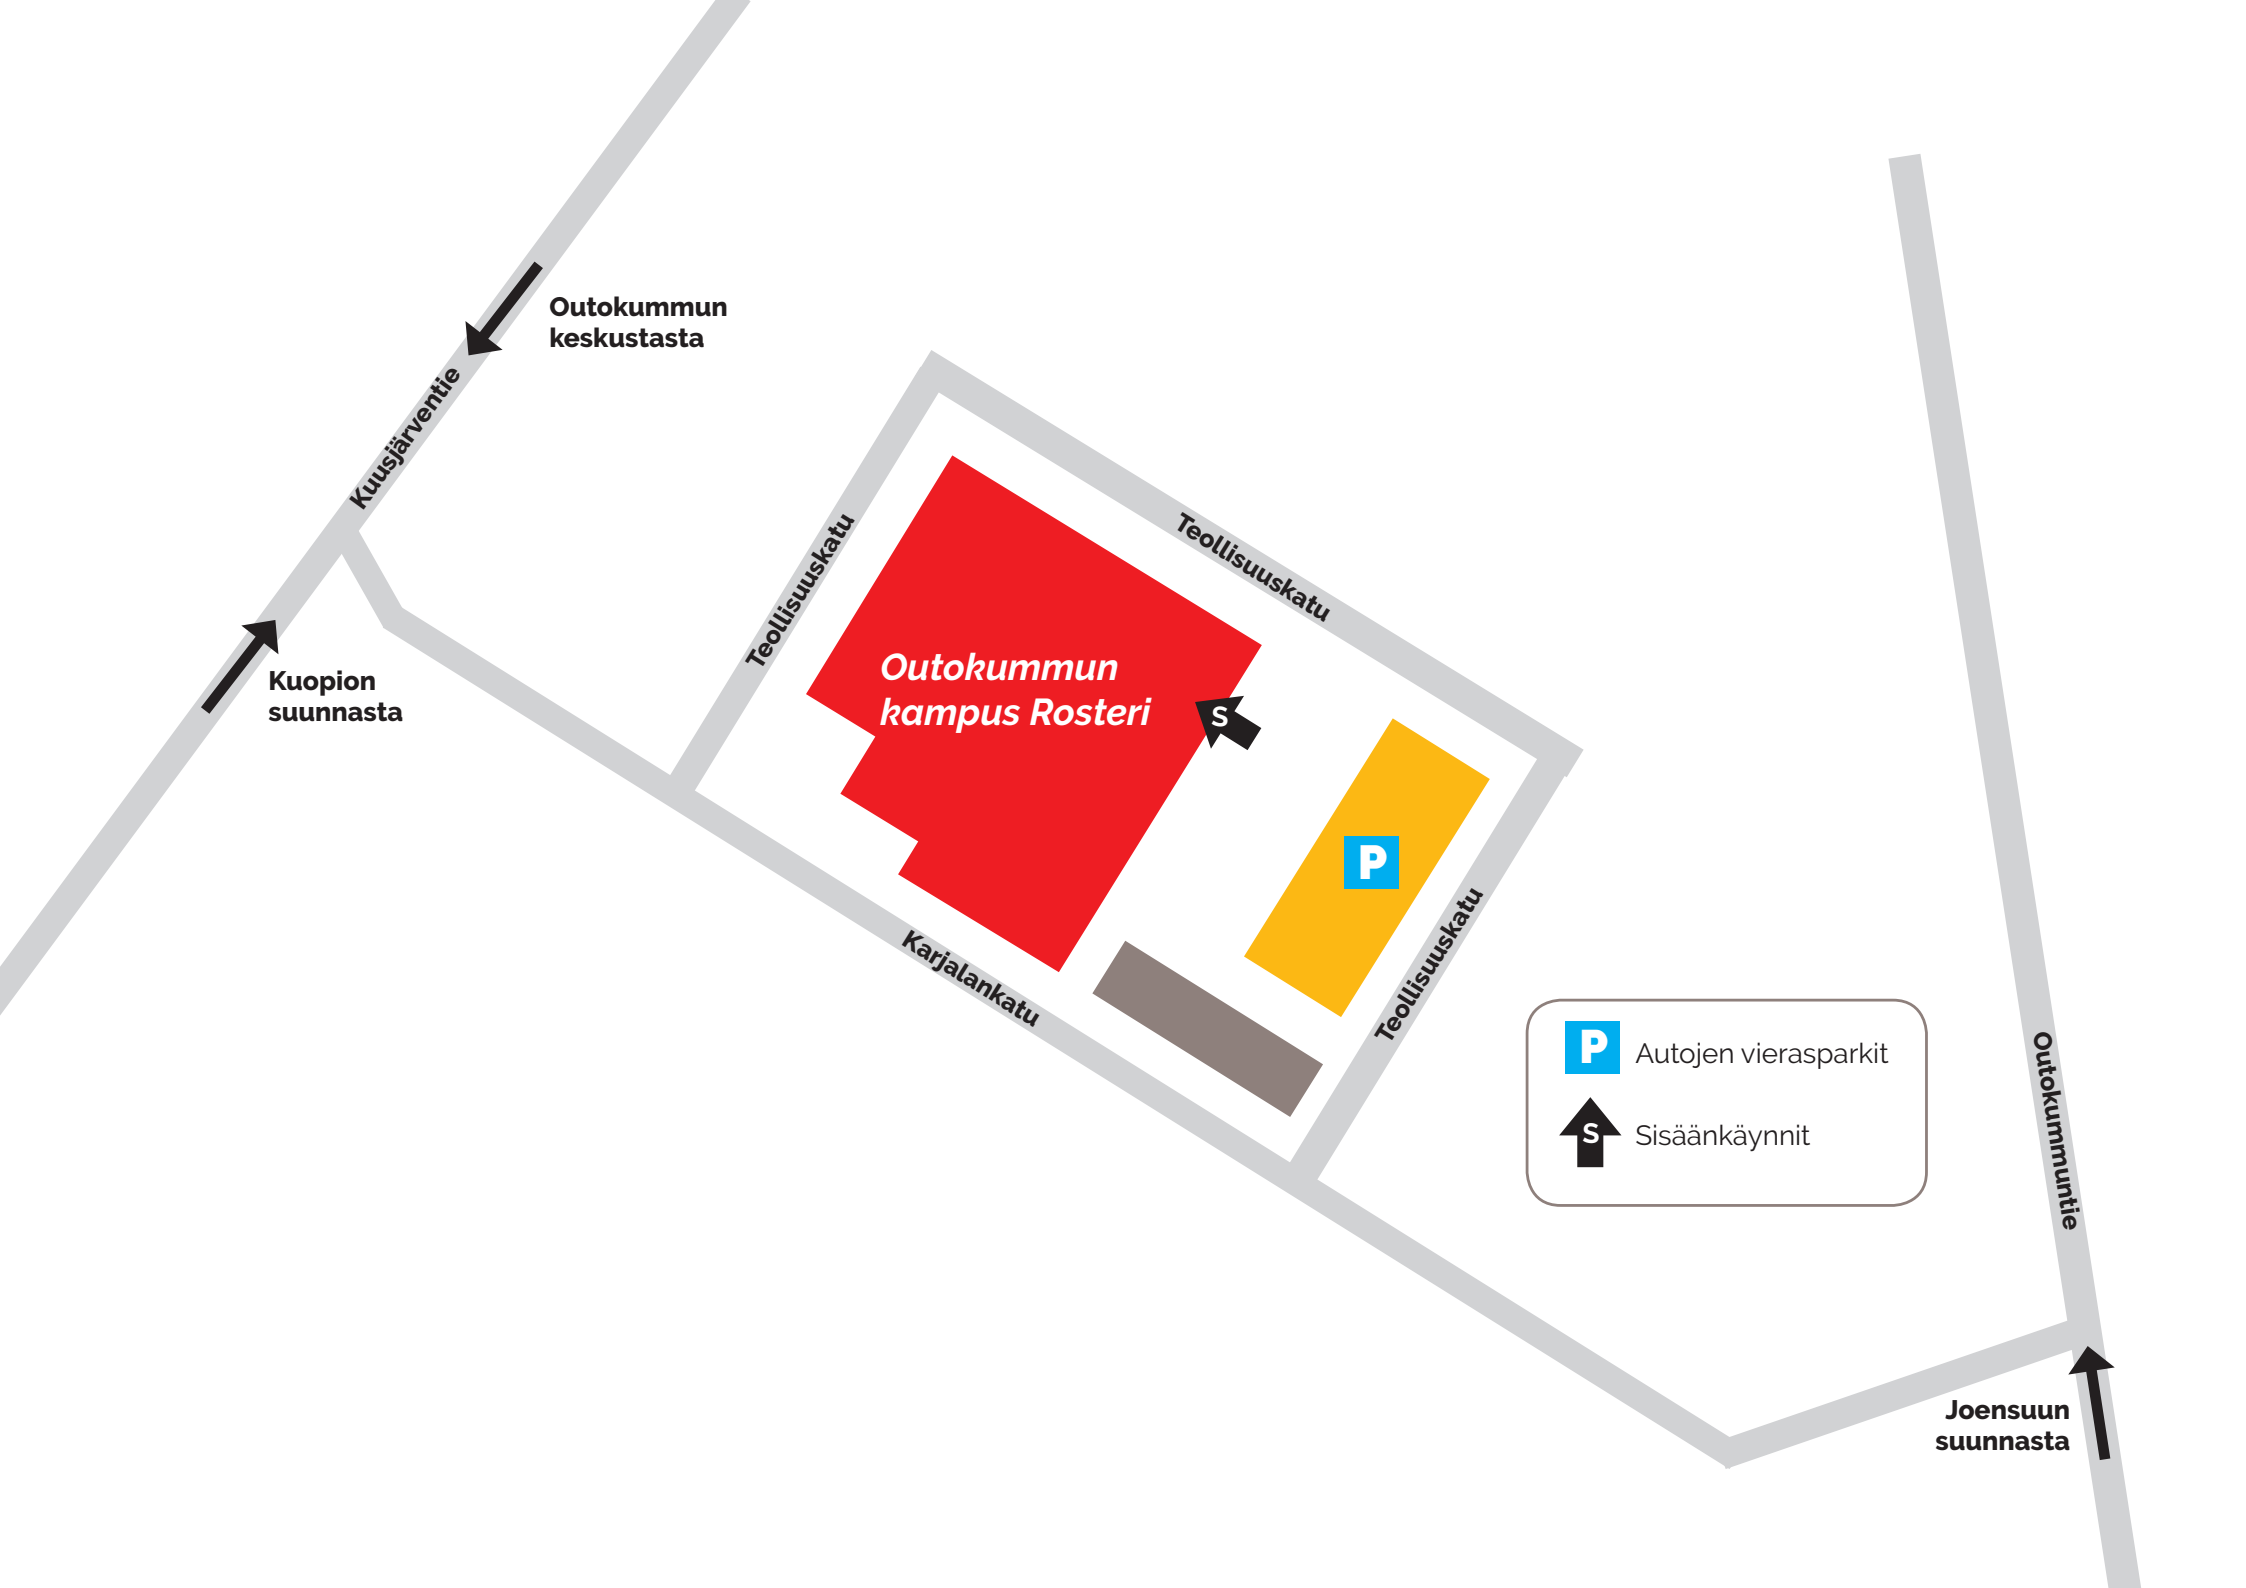 Outokummun
keskustasta
Kuusjärventie
Kuopion
suunnasta
Teollisuuskatu
Teollisuuskatu
Outokummun
kampus Rosteri
S
P
Teollisuuskatu
Karjalankatu
P Autojen vierasparkit
S Sisäänkäynnit
Outokummuntie
Joensuun
suunnasta